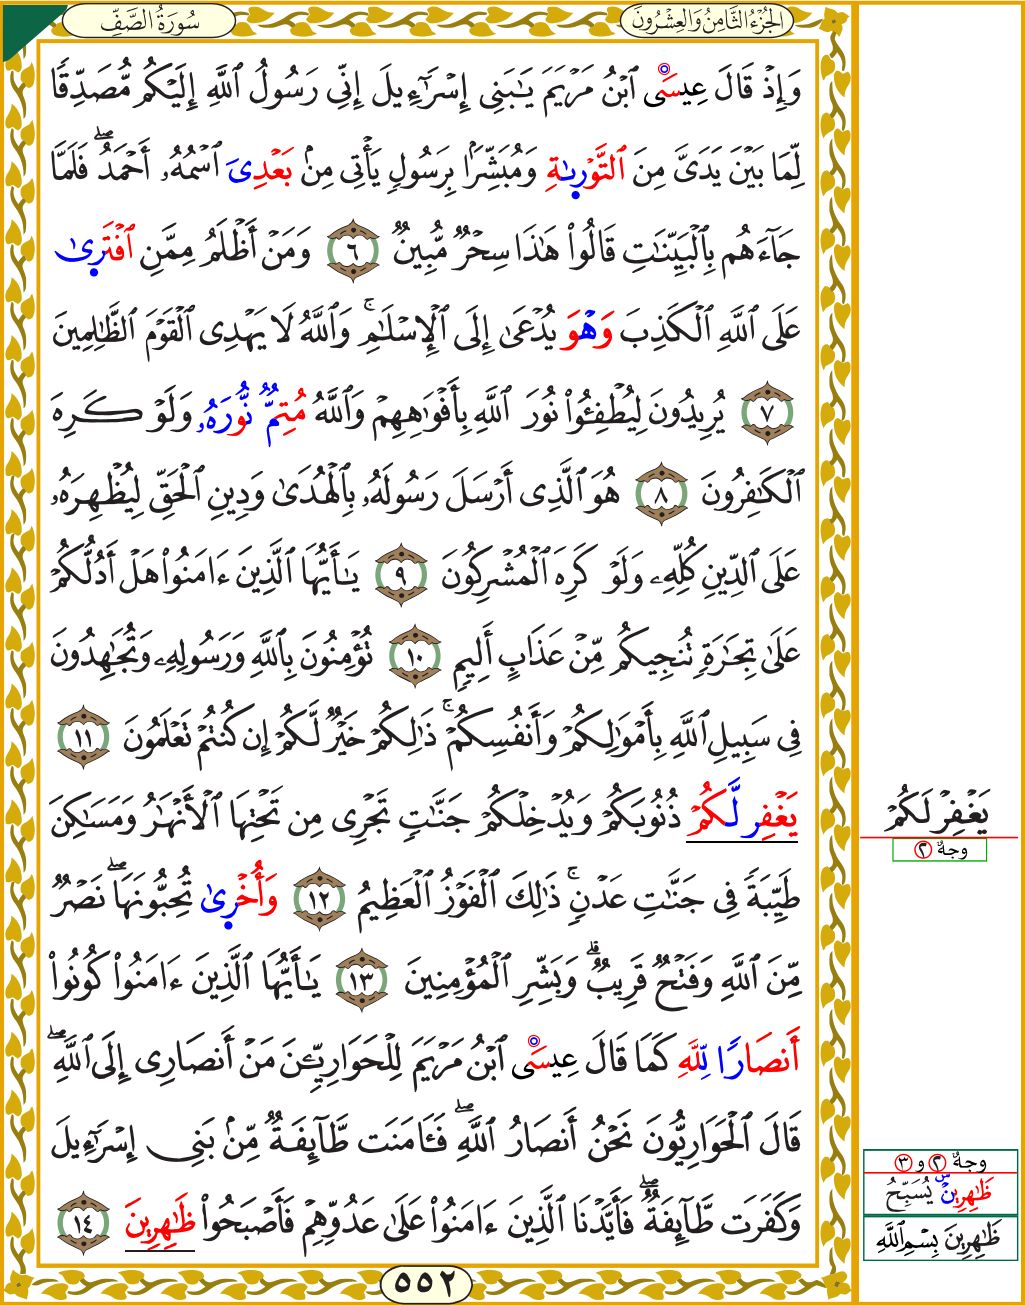 الجُزْءُ الثَّامِنُ وَالعِشْرُونَ
سُورَةُ الصَّفِّ
وَإِذْ قَالَ عِيسَى ٱبْنُ مَرْيَمَ يَٰبَنِىٓ إِسْرَٰٓءِيلَ إِنِّى رَسُولُ ٱللَّهِ إِلَيْكُم مُّصَدِّقًا
لِّمَا بَيْنَ يَدَىَّ مِنَ ٱلتَّوْرِىٰةِ وَمُبَشِّرًۢا بِرَسُولٍ يَأْتِى مِنۢ بَعْدِىَ ٱسْمُهُۥٓ أَحْمَدُۖ فَلَمَّا
جَآءَهُم بِٱلْبَيِّنَٰتِ قَالُوا۟ هَٰذَا سِحْرٌ مُّبِينٌ ٦ وَمَنْ أَظْلَمُ مِمَّنِ ٱفْتَرِىٰ
عَلَى ٱللَّهِ ٱلْكَذِبَ وَهْوَ يُدْعَىٰٓ إِلَى ٱلْإِسْلَٰمِۚ وَٱللَّهُ لَا يَهْدِى ٱلْقَوْمَ ٱلظَّٰلِمِينَ
٧ يُرِيدُونَ لِيُطْفِـُٔوا۟ نُورَ ٱللَّهِ بِأَفْوَٰهِهِمْ وَٱللَّهُ مُتِمٌّ نُّورَهُۥ وَلَوْ كَرِهَ
ٱلْكَٰفِرُونَ ٨ هُوَ ٱلَّذِىٓ أَرْسَلَ رَسُولَهُۥ بِٱلْهُدَىٰ وَدِينِ ٱلْحَقِّ لِيُظْهِرَهُۥ
عَلَى ٱلدِّينِ كُلِّهِۦ وَلَوْ كَرِهَ ٱلْمُشْرِكُونَ ٩ يَٰٓأَيُّهَا ٱلَّذِينَ ءَامَنُوا۟ هَلْ أَدُلُّكُمْ
عَلَىٰ تِجَٰرَةٍ تُنجِيكُم مِّنْ عَذَابٍ أَلِيمٍ ١٠ تُؤْمِنُونَ بِٱللَّهِ وَرَسُولِهِۦ وَتُجَٰهِدُونَ
فِى سَبِيلِ ٱللَّهِ بِأَمْوَٰلِكُمْ وَأَنفُسِكُمْۚ ذَٰلِكُمْ خَيْرٌ لَّكُمْ إِن كُنتُمْ تَعْلَمُونَ ١١
يَغْفِر لَّكُمْ ذُنُوبَكُمْ وَيُدْخِلْكُمْ جَنَّٰتٍ تَجْرِى مِن تَحْتِهَا ٱلْأَنْهَٰرُ وَمَسَٰكِنَ
طَيِّبَةً فِى جَنَّٰتِ عَدْنٍۚ ذَٰلِكَ ٱلْفَوْزُ ٱلْعَظِيمُ ١٢ وَأُخْرِىٰ تُحِبُّونَهَاۖ نَصْرٌ
مِّنَ ٱللَّهِ وَفَتْحٌ قَرِيبٌۗ وَبَشِّرِ ٱلْمُؤْمِنِينَ ١٣ يَٰٓأَيُّهَا ٱلَّذِينَ ءَامَنُوا۟ كُونُوٓا۟
أَنصَارًا لِلَّهِ كَمَا قَالَ عِيسَى ٱبْنُ مَرْيَمَ لِلْحَوَارِيِّـۧنَ مَنْ أَنصَارِىٓ إِلَى ٱللَّهِۖ
قَالَ ٱلْحَوَارِيُّونَ نَحْنُ أَنصَارُ ٱللَّهِۖ فَـَٔامَنَت طَّآئِفَةٌ مِّنۢ بَنِىٓ إِسْرَٰٓءِيلَ
وَكَفَرَت طَّآئِفَةٌۖ فَأَيَّدْنَا ٱلَّذِينَ ءَامَنُوا۟ عَلَىٰ عَدُوِّهِمْ فَأَصْبَحُوا۟ ظَٰهِرِينَ ١٤
٥٥٢
يَغْفِرْ لَكُمْ
وجهٌ ٢
وجهٌ ٢ و ٣
ظَٰهِرِينَ س يُسَبِّحُ
ظَٰهِرِينَ بِسْمِ ٱللَّهِ